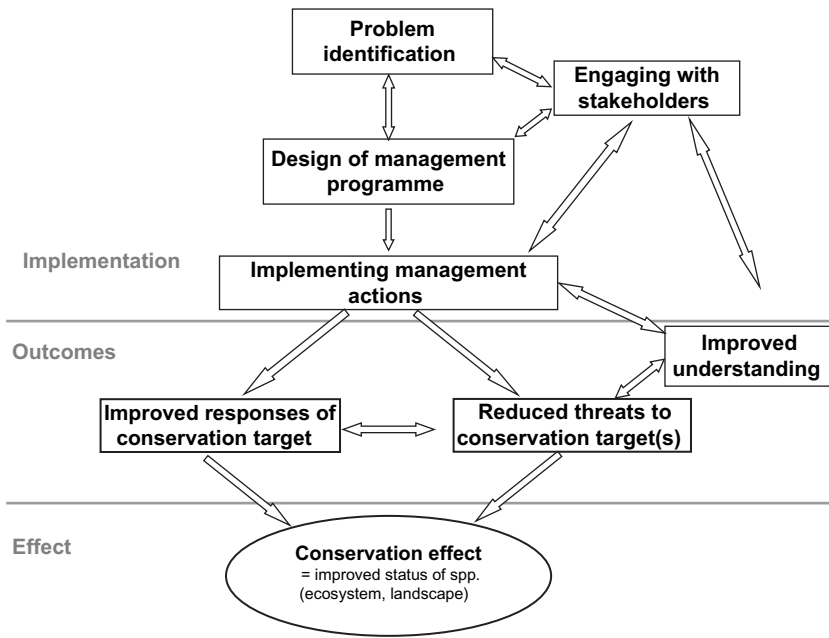 Problem
identification
Engaging with
stakeholders
Design of management
programme
Implementation
Implementing management
actions
Outcomes
Improved
understanding
Improved responses of
conservation target
Reduced threats to
conservation target(s)
Effect
Conservation effect
= improved status of spp.
(ecosystem, landscape)